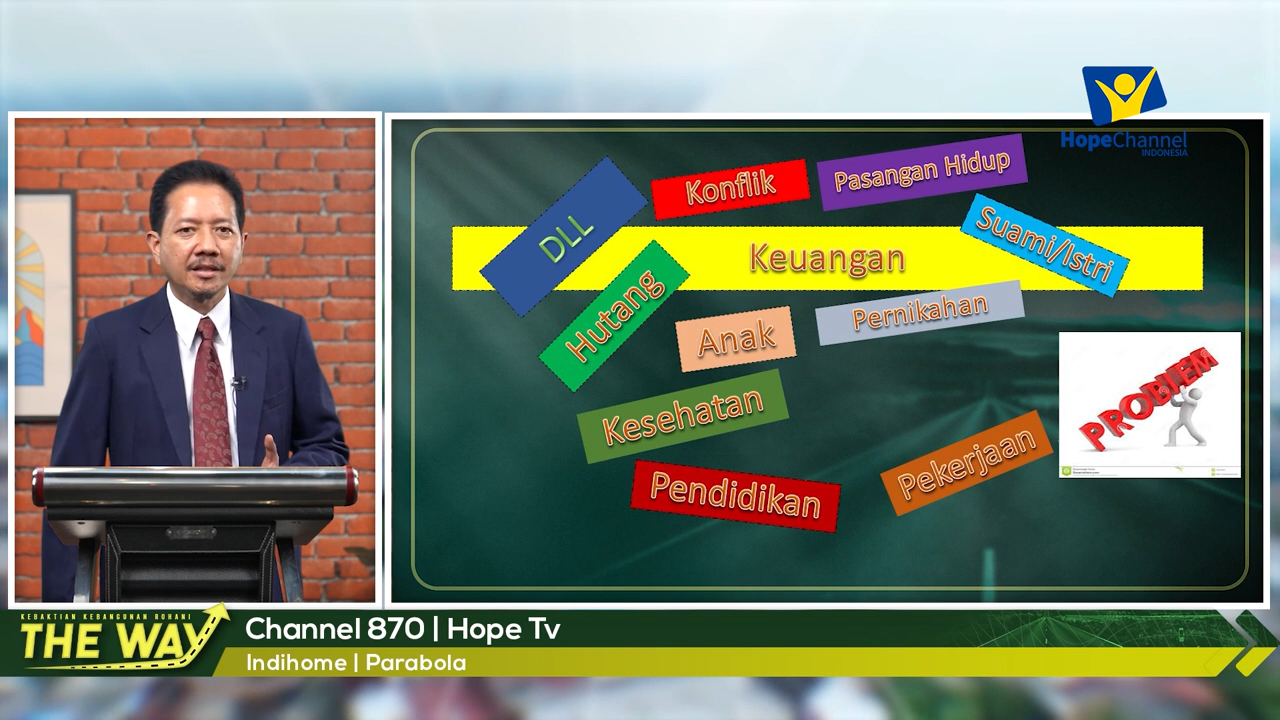 HopeChannel
INDONESIA
DLL
Konflik
Pasangan Hidup
Keuangan
Suami/Istri
Hutang
Anak
Pernikahan
Kesehatan
PROBLEM
Pekerjaan
Pendidikan
KEBAKTIAN KEBANGUNAN ROHANI
THE WAY
Channel 870 | Hope Tv
Indihome | Parabola